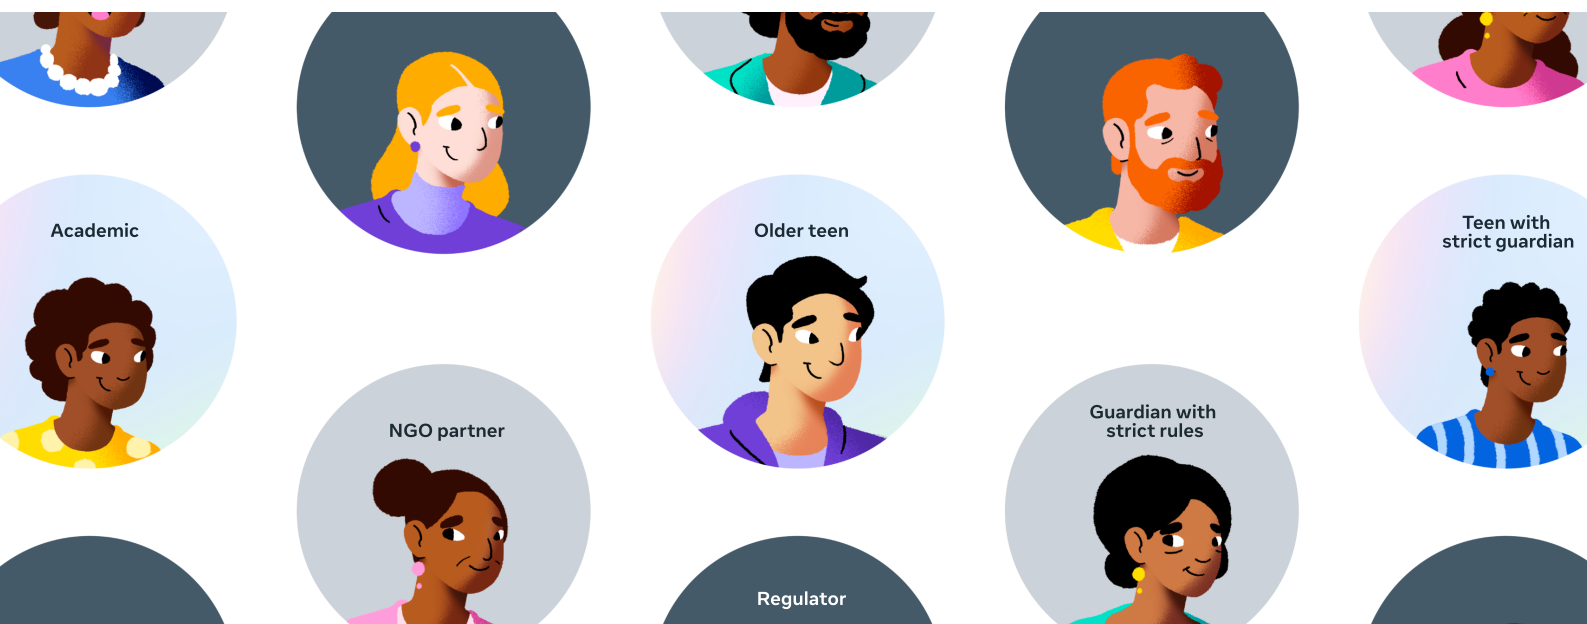 Academic
Older teen
Teen with
strict guardian
NGO partner
Guardian with
strict rules
Regulator